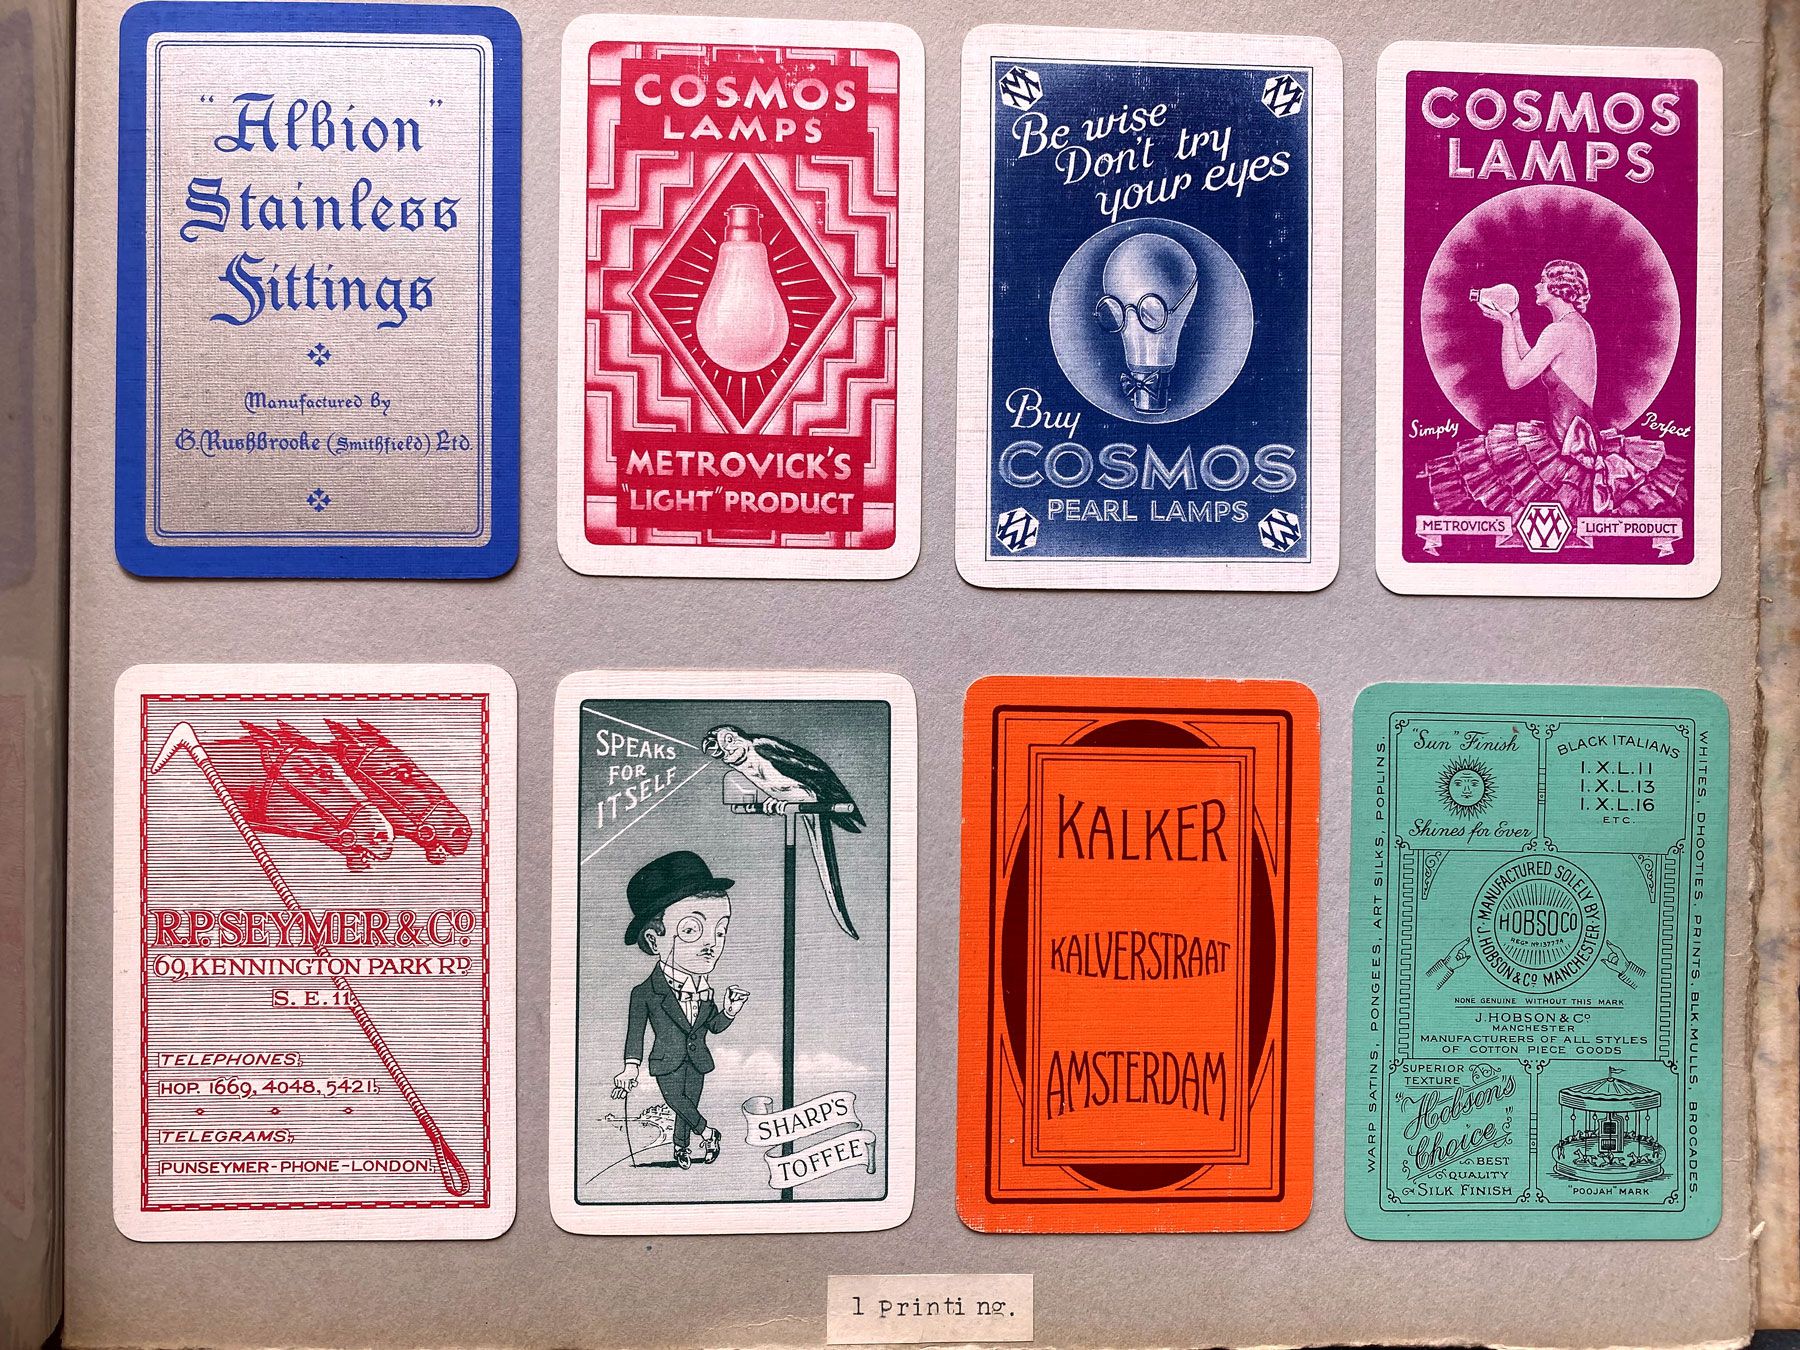 "Albion"
Stainless
Fittings
Manufactured by
G. Rushbrooke (Smithfield) Ltd.
COSMOS
LAMPS
METROVICK'S
"LIGHT" PRODUCT
Be wise
Don't try
your eyes
Buy
COSMOS
PEARL LAMPS
COSMOS
LAMPS
Simply Perfect
METROVICK'S "LIGHT" PRODUCT
R.P. SEYMER & Co
69, KENNINGTON PARK RD
S.E.11.
TELEPHONES;
HOP. 1669, 4048, 5421;
TELEGRAMS;
PUNSEYMER-PHONE-LONDON;
SPEAKS
FOR
ITSELF
SHARP'S
TOFFEE
KALKER
KALVERSTRAAT
AMSTERDAM
WARP SATINS, PONGEES, ART SILKS, POPLINS.
"Sun" Finish
Shines for Ever
BLACK ITALIANS
I.X.L.11
I.X.L.13
I.X.L.16
ETC.
WHITES, DHOOTIES, PRINTS, BLK. MULLS, BROCADES.
MANUFACTURED SOLELY BY
HOBSOCO
REGD No 137774
J. HOBSON & Co MANCHESTER
NONE GENUINE WITHOUT THIS MARK
J. HOBSON & Co
MANCHESTER
MANUFACTURERS OF ALL STYLES
OF COTTON PIECE GOODS
SUPERIOR
TEXTURE
"Hobson's
Choice"
BEST
QUALITY
SILK FINISH
"POOJAH" MARK
1 printing.